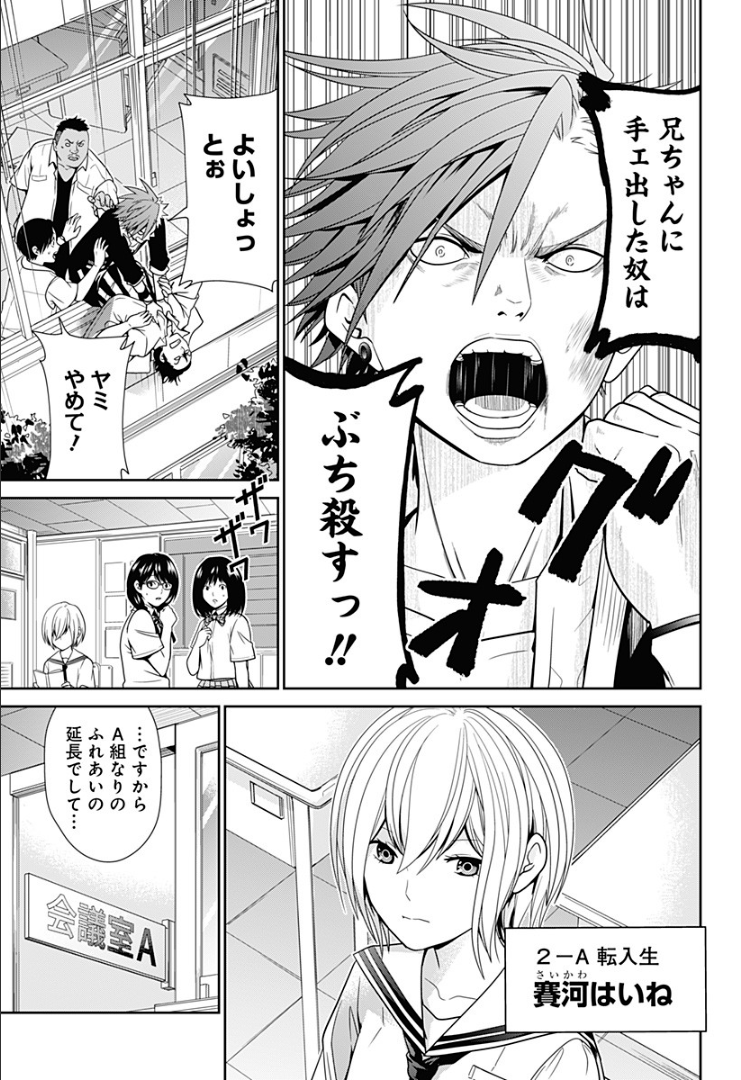 兄ちゃんに
手ェ出した奴は
ぶち殺すっ!!
グオ
よいしょっ
とぉ
ヤミ
やめて!
ザワ
ザワ
2－A 転入生
さいかわ
賽河はいね
…ですから
A組なりの
ふれあいの
延長でして…
会議室A